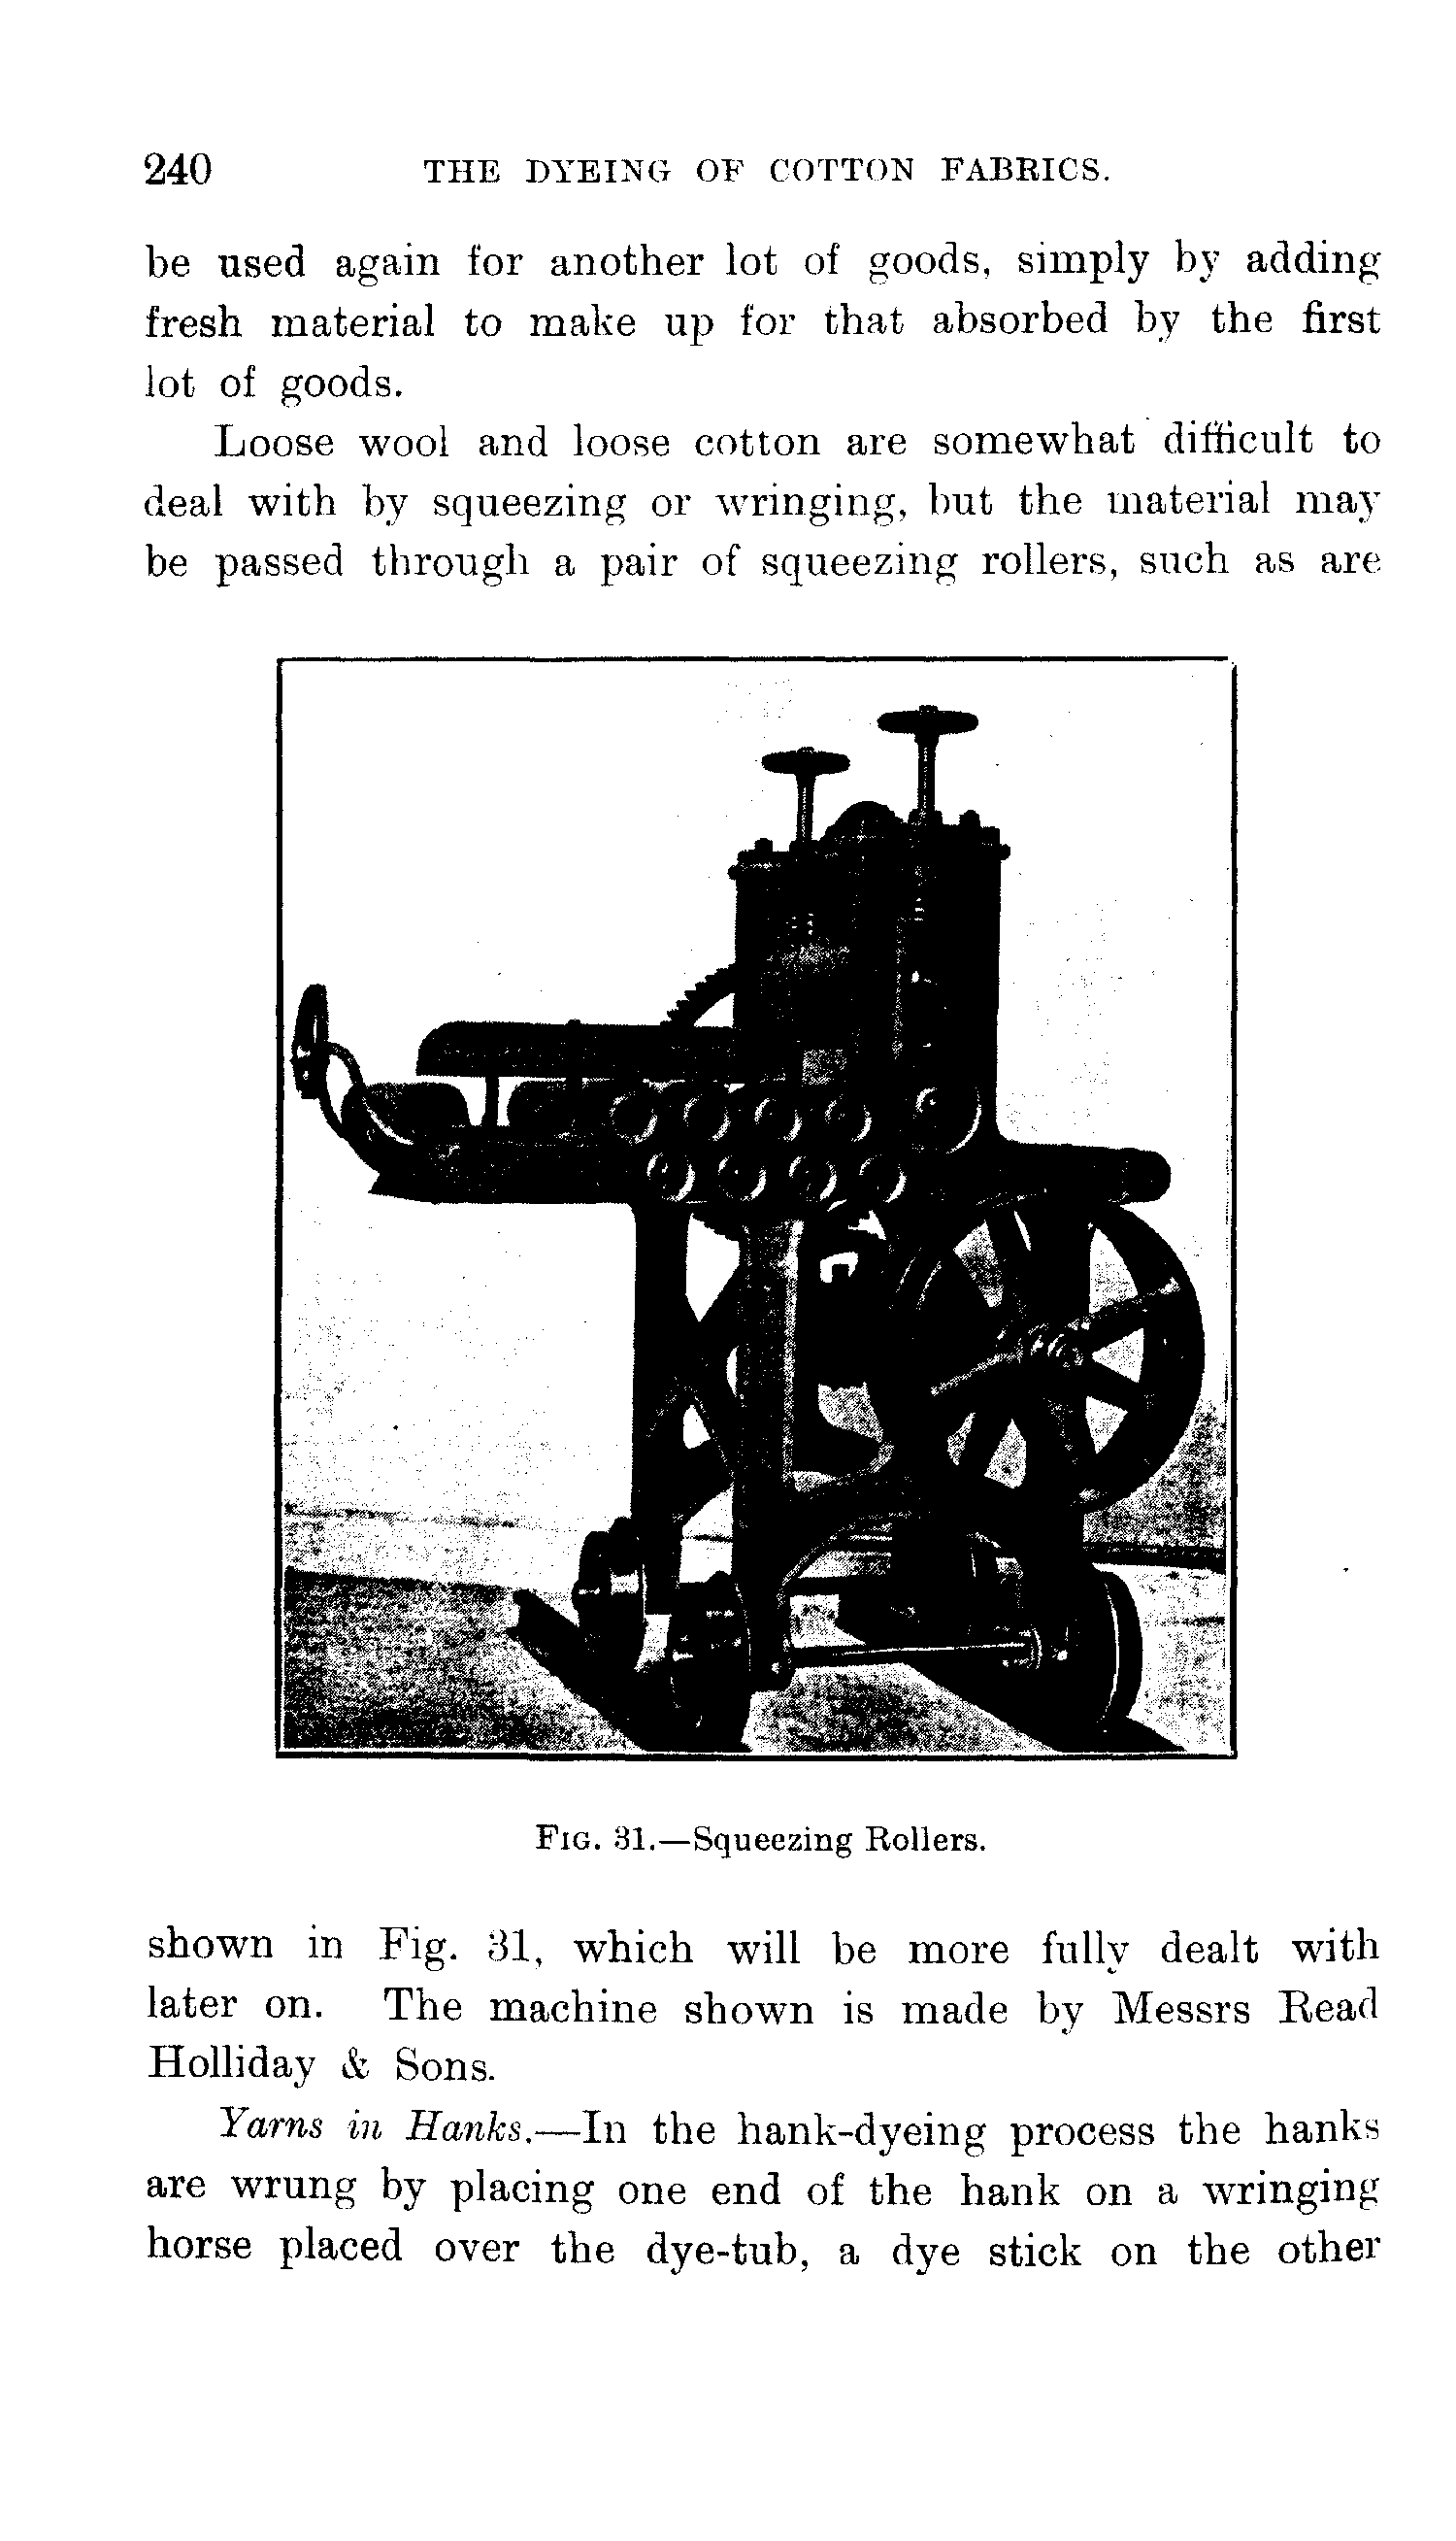 240 THE DYEING OF COTTON FABRICS.
be used again for another lot of goods, simply by adding
fresh material to make up for that absorbed by the first
lot of goods.
Loose wool and loose cotton are somewhat difficult to
deal with by squeezing or wringing, but the material may
be passed through a pair of squeezing rollers, such as are
FIG. 31.—Squeezing Rollers.
shown in Fig. 31, which will be more fully dealt with
later on. The machine shown is made by Messrs Read
Holliday & Sons.
Yarns in Hanks.—In the hank-dyeing process the hanks
are wrung by placing one end of the hank on a wringing
horse placed over the dye-tub, a dye stick on the other